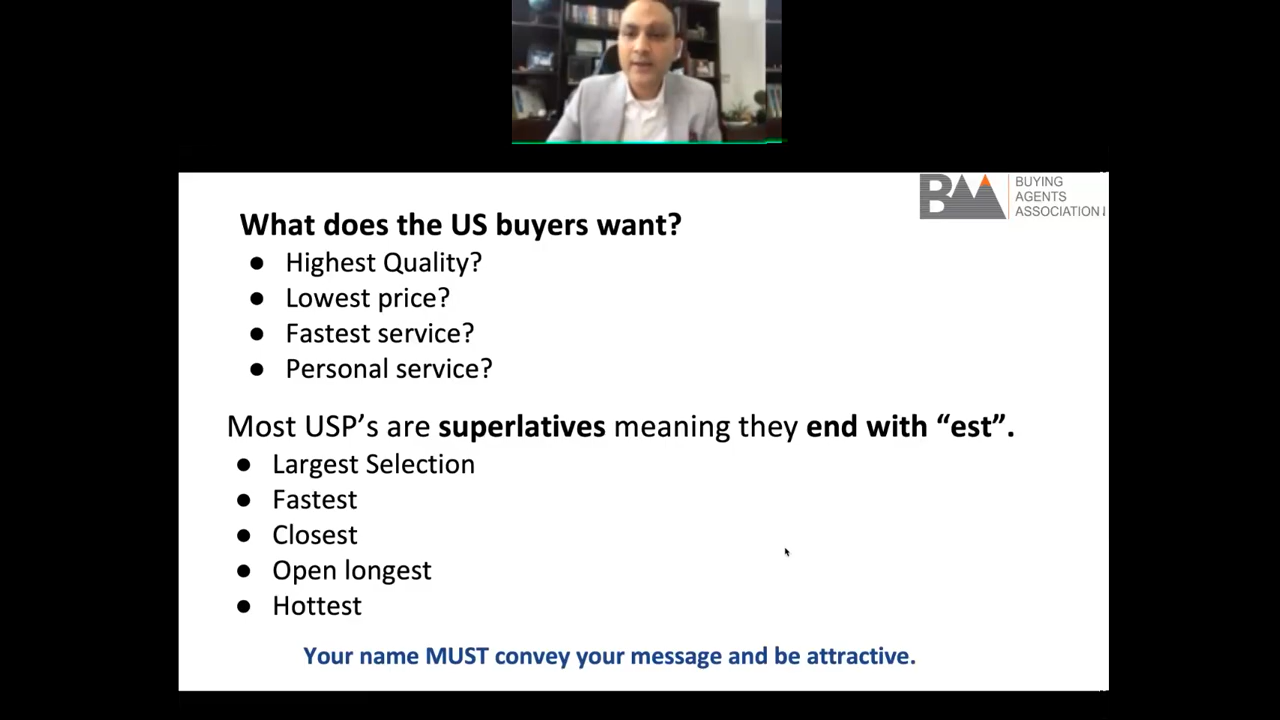 BAA
BUYING
AGENTS
ASSOCIATION
What does the US buyers want?
● Highest Quality?
● Lowest price?
● Fastest service?
● Personal service?
Most USP’s are superlatives meaning they end with “est”.
● Largest Selection
● Fastest
● Closest
● Open longest
● Hottest
Your name MUST convey your message and be attractive.